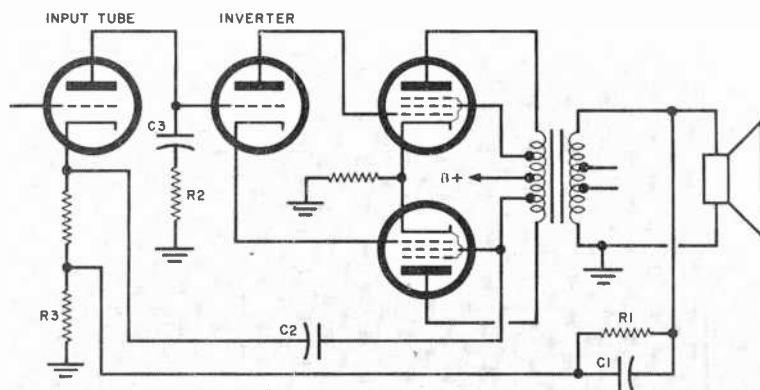 INPUT TUBE
INVERTER
C3
R2
B+
R3
C2
R1
C1